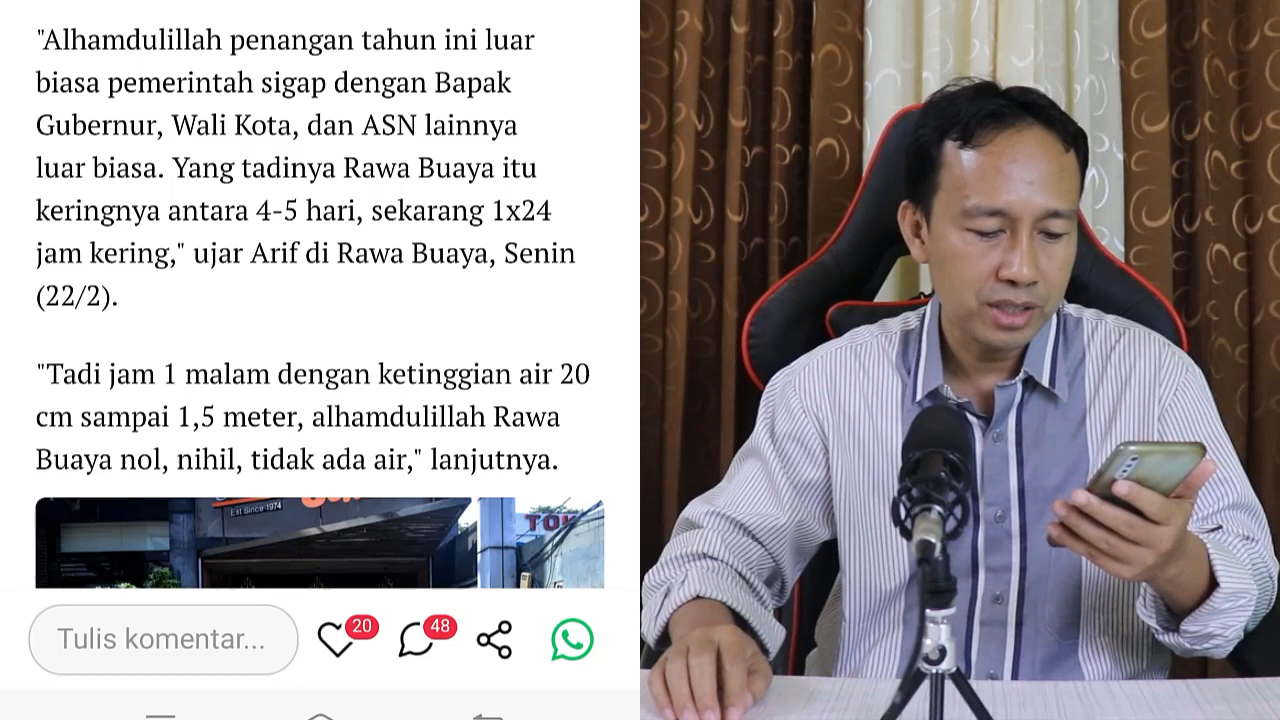 "Alhamdulillah penangan tahun ini luar
biasa pemerintah sigap dengan Bapak
Gubernur, Wali Kota, dan ASN lainnya
luar biasa. Yang tadinya Rawa Buaya itu
keringnya antara 4-5 hari, sekarang 1x24
jam kering," ujar Arif di Rawa Buaya, Senin
(22/2).
"Tadi jam 1 malam dengan ketinggian air 20
cm sampai 1,5 meter, alhamdulillah Rawa
Buaya nol, nihil, tidak ada air," lanjutnya.
Est Since 1974
Tulis komentar...
20
48